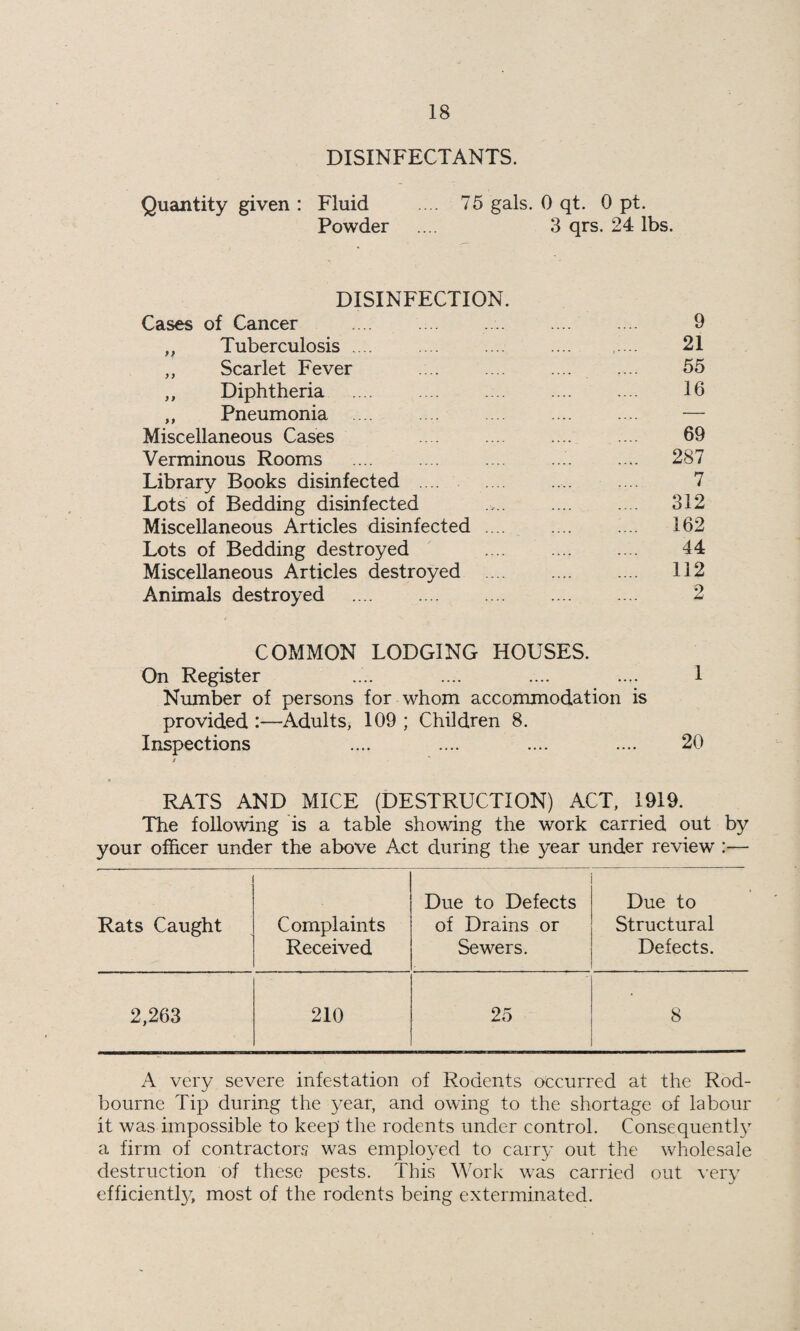 18
DISINFECTANTS.
Quantity given : Fluid .... 75 gals. 0 qt. 0 pt.
Powder .... 3 qrs. 24 lbs.
DISINFECTION.
Cases of Cancer .... .... .... .... .... 9
,, Tuberculosis .... .... .... .... .... 21
,, Scarlet Fever .... .... .... .... 55
,, Diphtheria .... .... .... .... .... 16
,, Pneumonia .... .... .... .... .... —
Miscellaneous Cases .... .... .... .... 69
Verminous Rooms .... .... .... .... .... 287
Library Books disinfected .... .... .... .... 7
Lots of Bedding disinfected .... .... .... 312
Miscellaneous Articles disinfected .... .... .... 162
Lots of Bedding destroyed .... .... .... 44
Miscellaneous Articles destroyed .... .... .... 112
Animals destroyed .... .... .... .... .... 2
COMMON LODGING HOUSES.
On Register .... .... .... .... 1
Number of persons for whom accommodation is
provided :—Adults, 109 ; Children 8.
Inspections .... .... .... .... 20
RATS AND MICE (DESTRUCTION) ACT, 1919.
The following is a table showing the work carried out by
your officer under the above Act during the year under review :—
Rats Caught | Complaints Received | Due to Defects of Drains or Sewers. | Due to Structural Defects.
2,263 | 210 | 25 | 8
A very severe infestation of Rodents occurred at the Rod-
bourne Tip during the year, and owing to the shortage of labour
it was impossible to keep the rodents under control. Consequently
a firm of contractors was employed to carry out the wholesale
destruction of these pests. This Work was carried out very
efficiently, most of the rodents being exterminated.